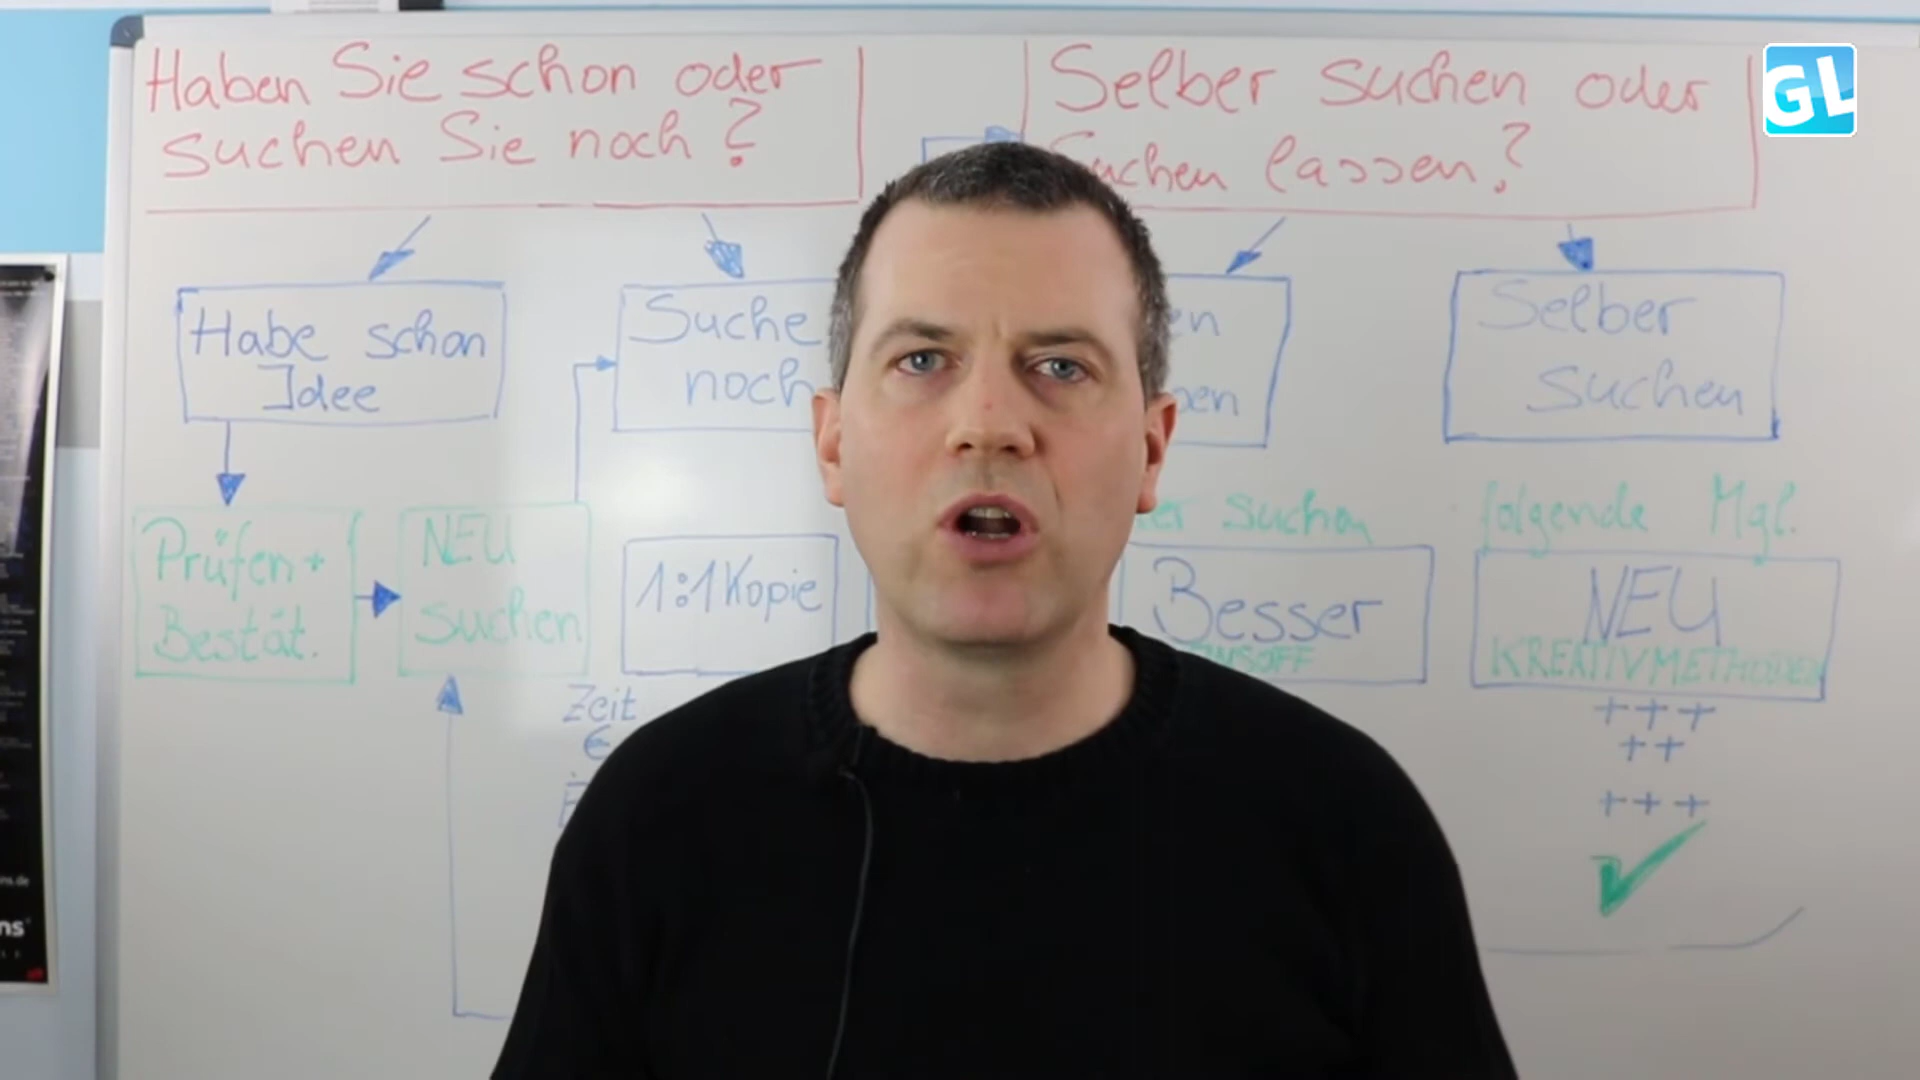 Haben Sie schon oder
suchen Sie noch?
Selber suchen oder
suchen lassen?
GL
Habe schon
Idee
Suche
noch
Selber
suchen
Prüfen +
Bestät.
NEU
suchen
1:1 Kopie
suchen
folgende Mgl.
Besser
NEU
KREATIVMETHODEN
Zeit
€
+++
++
+++